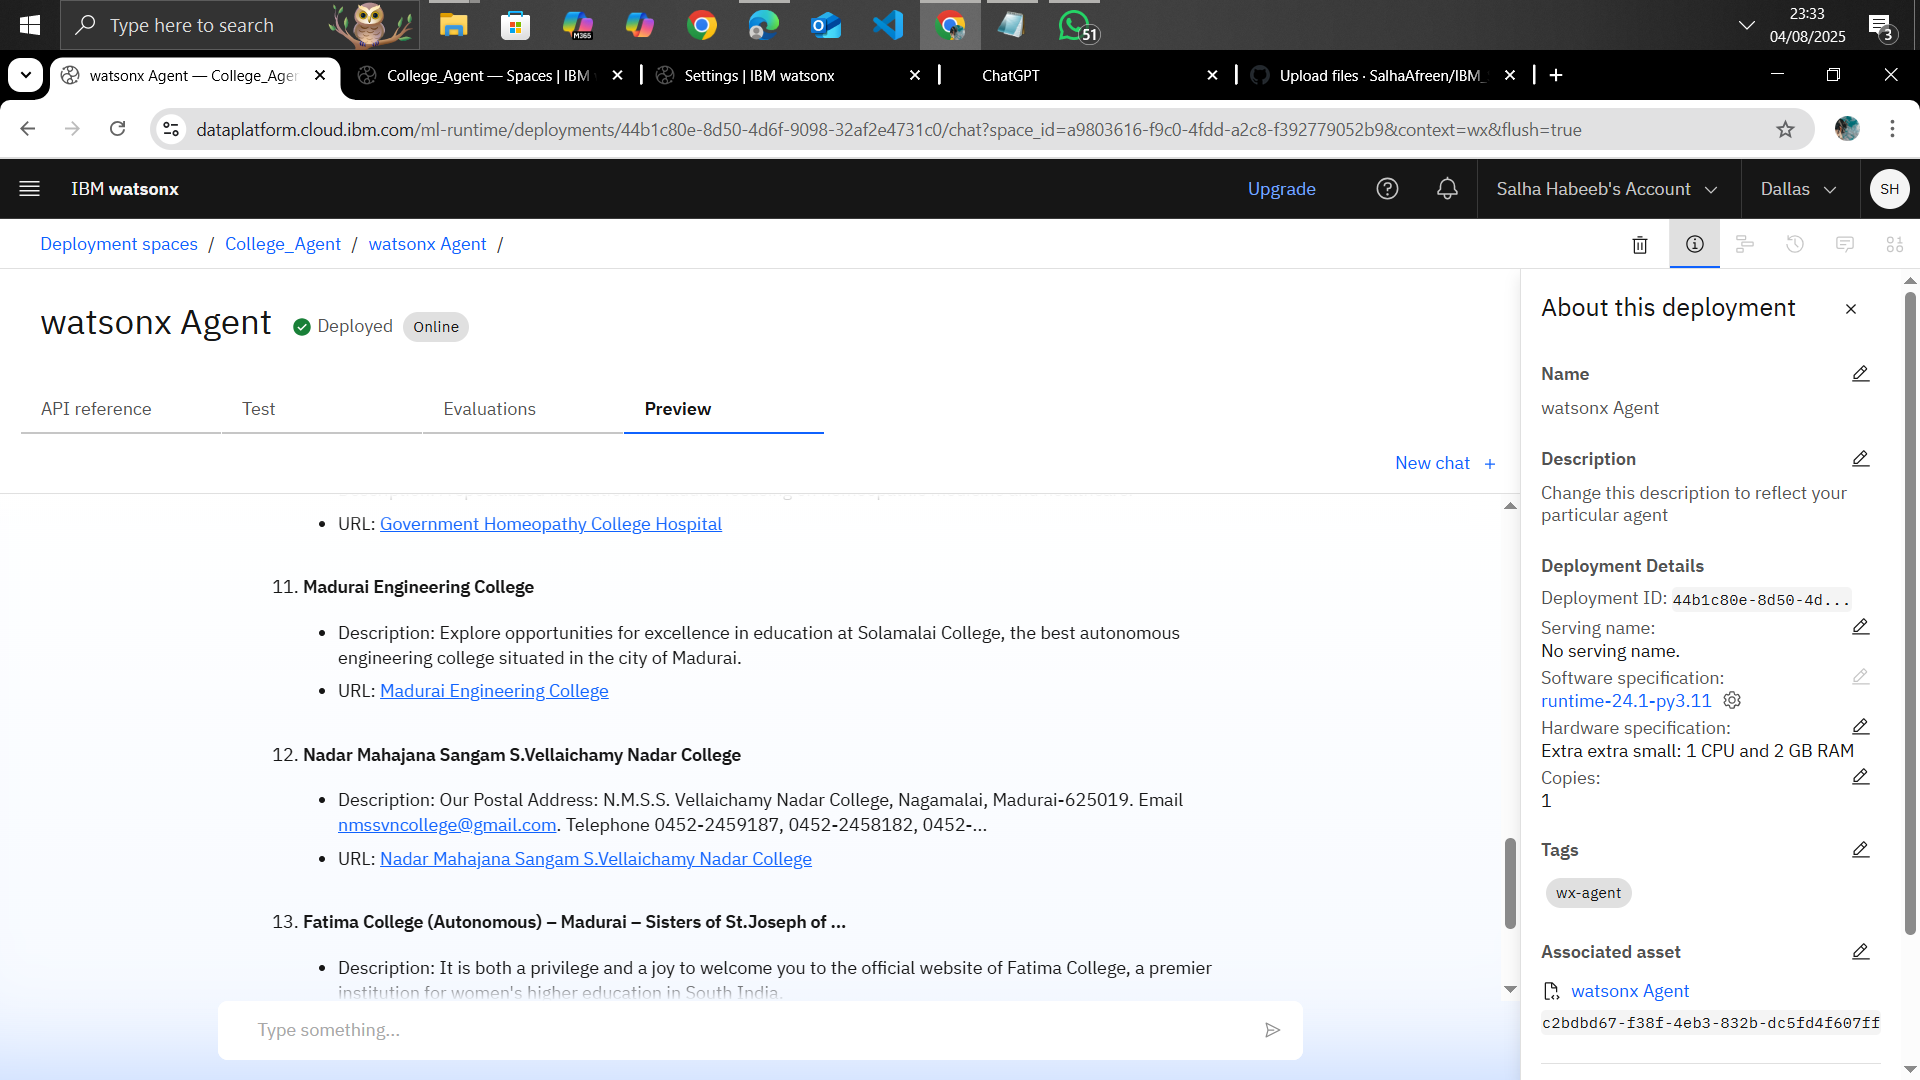 Type here to search
M365
51
23:33
04/08/2025
3
watsonx Agent — College_Ager
College_Agent — Spaces | IBM
Settings | IBM watsonx
ChatGPT
Upload files · SalhaAfreen/IBM_
dataplatform.cloud.ibm.com/ml-runtime/deployments/44b1c80e-8d50-4d6f-9098-32af2e4731c0/chat?space_id=a9803616-f9c0-4fdd-a2c8-f392779052b9&context=wx&flush=true
IBM watsonx
Upgrade
Salha Habeeb's Account
Dallas
SH
Deployment spaces / College_Agent / watsonx Agent /
watsonx Agent
Deployed
Online
API reference
Test
Evaluations
Preview
New chat +
• URL: Government Homeopathy College Hospital
11. Madurai Engineering College
• Description: Explore opportunities for excellence in education at Solamalai College, the best autonomous
engineering college situated in the city of Madurai.
• URL: Madurai Engineering College
12. Nadar Mahajana Sangam S.Vellaichamy Nadar College
• Description: Our Postal Address: N.M.S.S. Vellaichamy Nadar College, Nagamalai, Madurai-625019. Email
nmssvncollege@gmail.com. Telephone 0452-2459187, 0452-2458182, 0452-...
• URL: Nadar Mahajana Sangam S.Vellaichamy Nadar College
13. Fatima College (Autonomous) – Madurai – Sisters of St.Joseph of ...
• Description: It is both a privilege and a joy to welcome you to the official website of Fatima College, a premier
institution for women's higher education in South India.
Type something...
About this deployment
Name
watsonx Agent
Description
Change this description to reflect your
particular agent
Deployment Details
Deployment ID: 44b1c80e-8d50-4d...
Serving name:
No serving name.
Software specification:
runtime-24.1-py3.11
Hardware specification:
Extra extra small: 1 CPU and 2 GB RAM
Copies:
1
Tags
wx-agent
Associated asset
watsonx Agent
c2bdbd67-f38f-4eb3-832b-dc5fd4f607ff